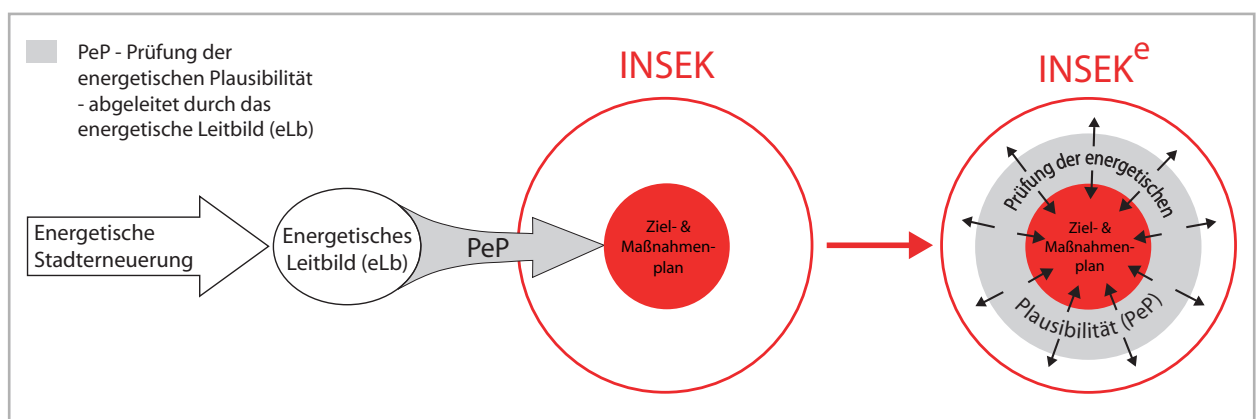 PeP - Prüfung der
energetischen Plausibilität
- abgeleitet durch das
energetische Leitbild (eLb)
Energetische
Stadterneuerung
Energetisches
Leitbild (eLb)
PeP
INSEK
Ziel- &
Maßnahmen-
plan
INSEK^e
Prüfung der energetischen
Ziel- &
Maßnahmen-
plan
Plausibilität (PeP)